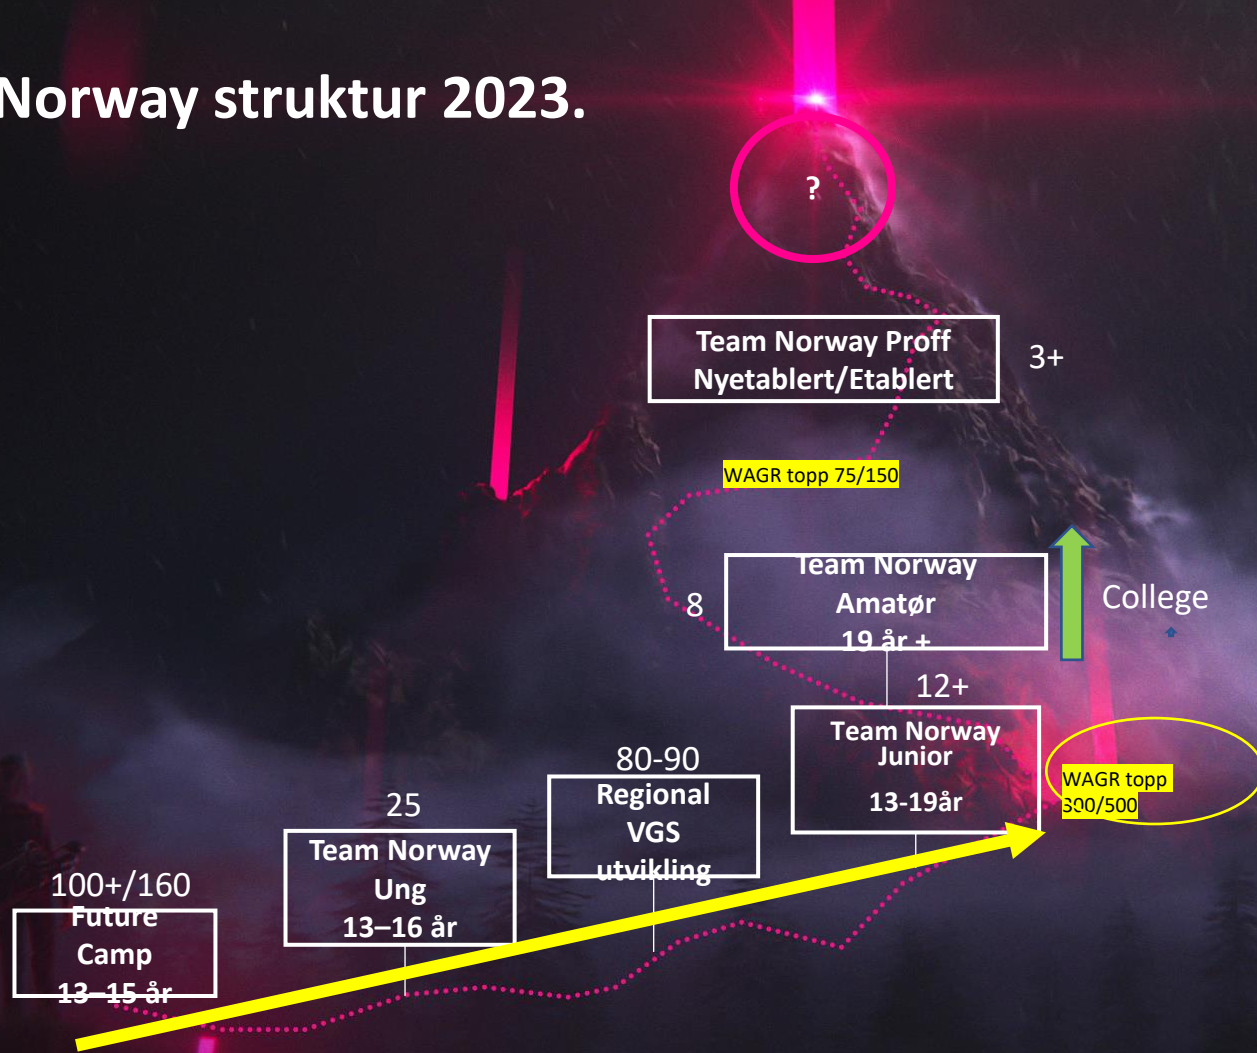 Norway struktur 2023.
?
Team Norway Proff
Nyetablert/Etablert
3+
WAGR topp 75/150
Team Norway
Amatør
19 år +
8
College
12+
Team Norway
Junior
13-19år
WAGR topp
300/500
80-90
Regional
VGS
utvikling
25
Team Norway
Ung
13–16 år
100+/160
Future
Camp
13–15 år